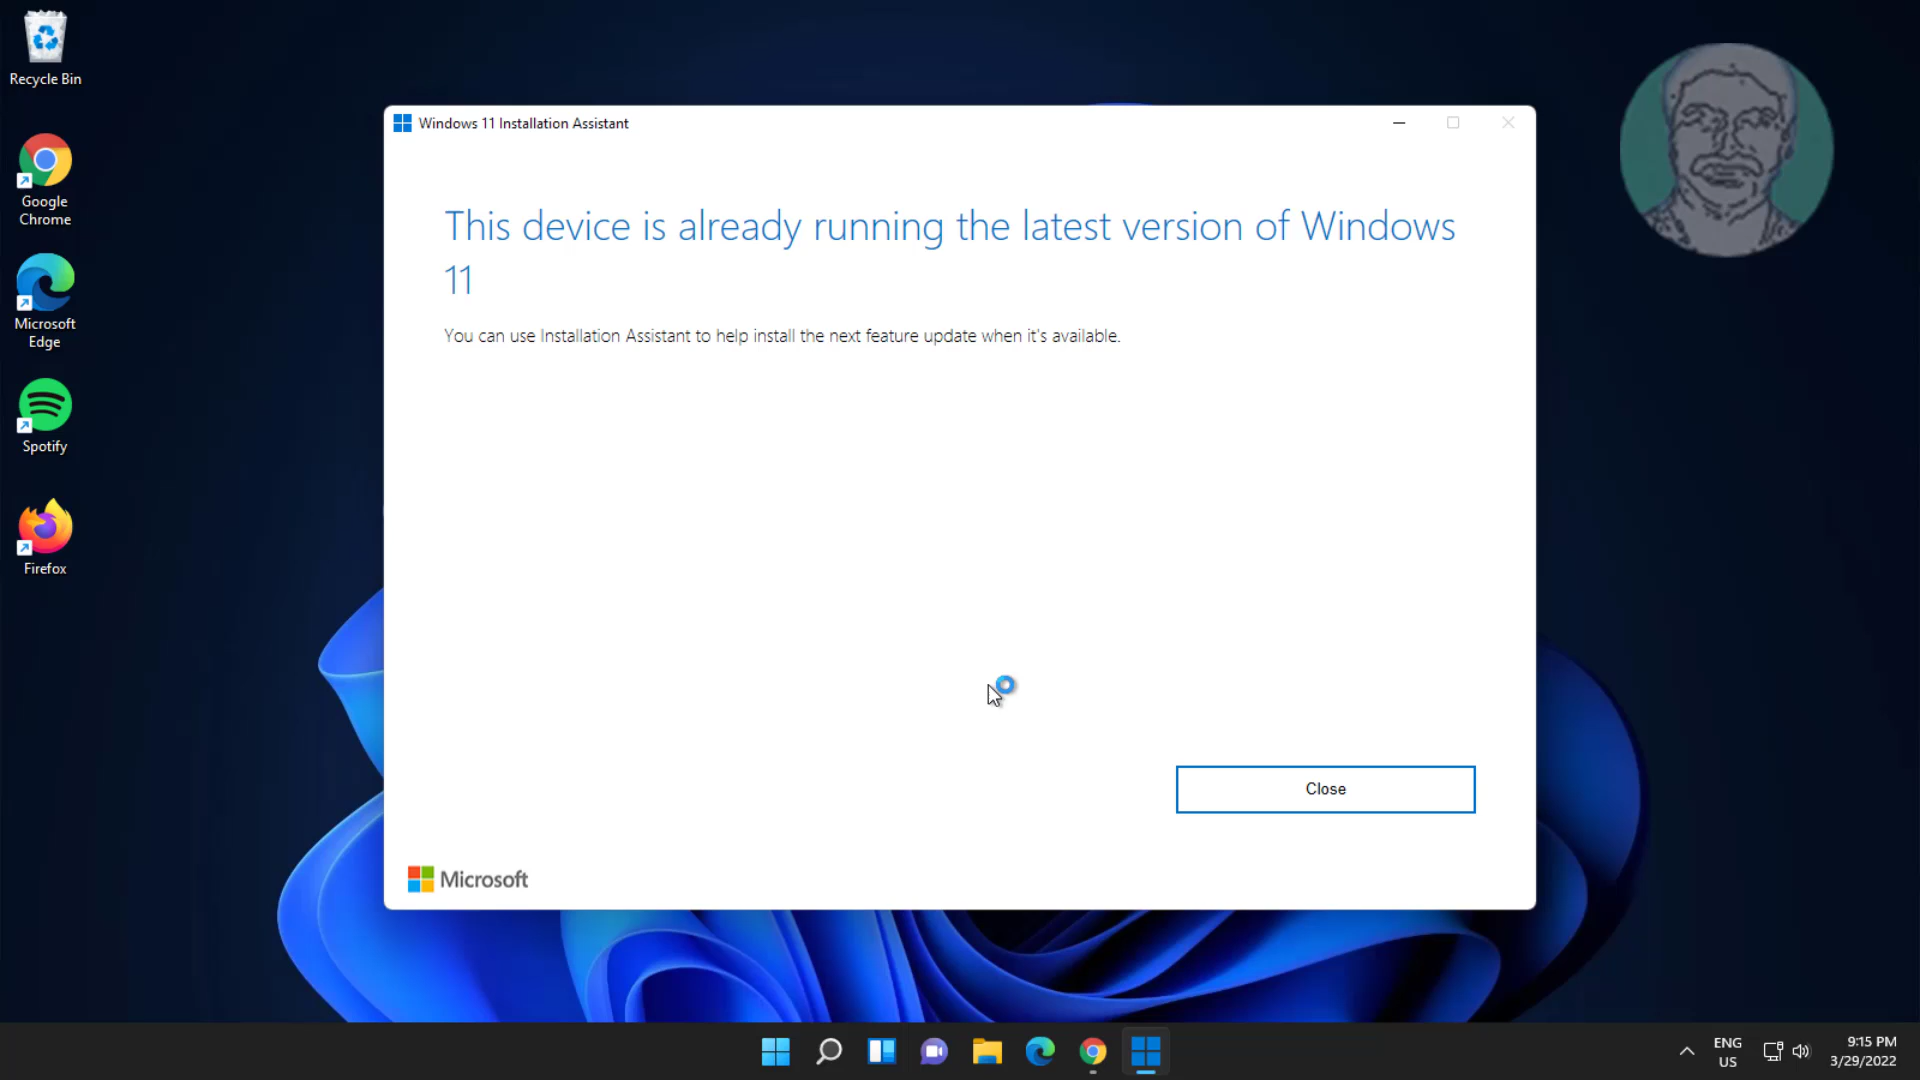 Recycle Bin
Windows 11 Installation Assistant
This device is already running the latest version of Windows
11
You can use Installation Assistant to help install the next feature update when it's available.
Close
Microsoft
Google
Chrome
Microsoft
Edge
Spotify
Firefox
ENG
US
9:15 PM
3/29/2022